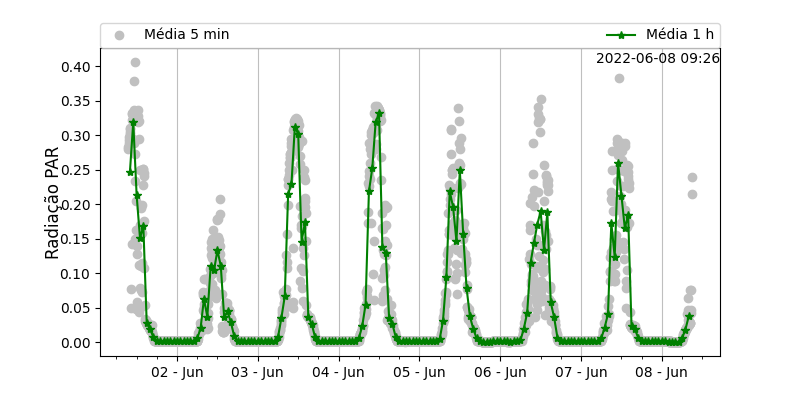 Média 5 min
Média 1 h
2022-06-08 09:26
Radiação PAR
0.40
0.35
0.30
0.25
0.20
0.15
0.10
0.05
0.00
02 - Jun
03 - Jun
04 - Jun
05 - Jun
06 - Jun
07 - Jun
08 - Jun